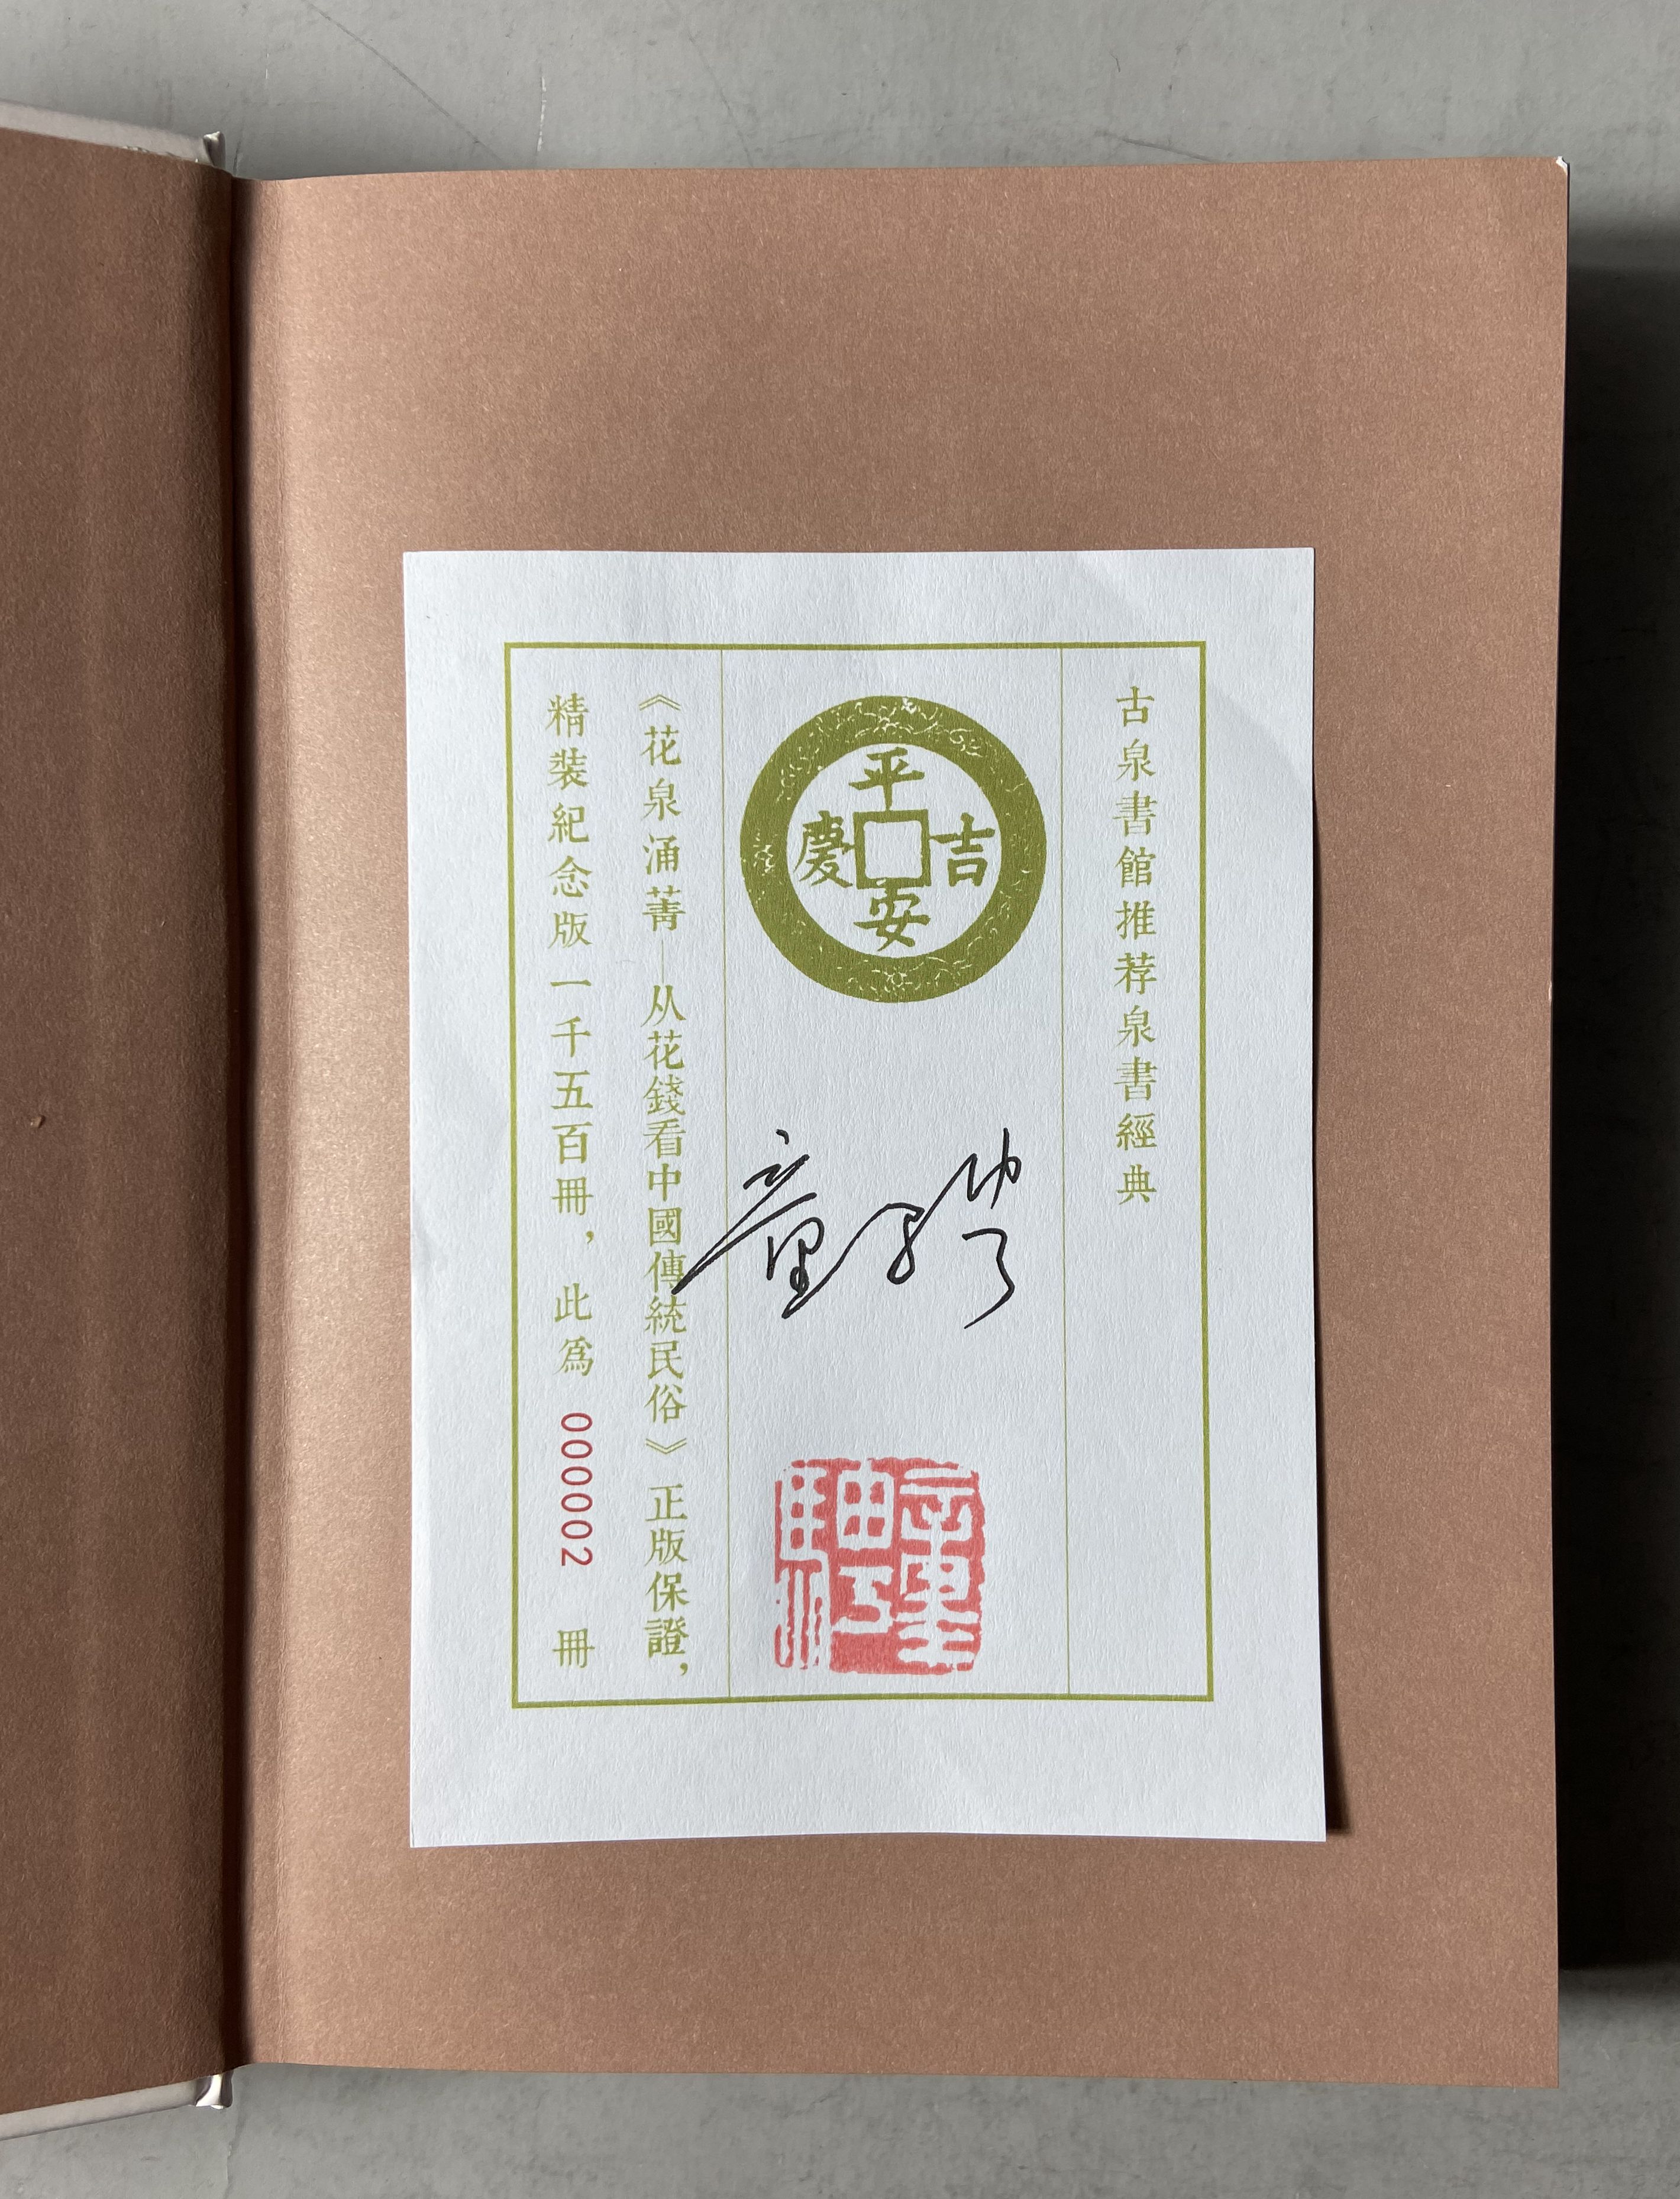 古泉書館推荐泉書經典
平安吉慶
《花泉涌菁—从花錢看中國傳統民俗》正版保證，
精裝紀念版一千五百冊，此爲 000002 冊